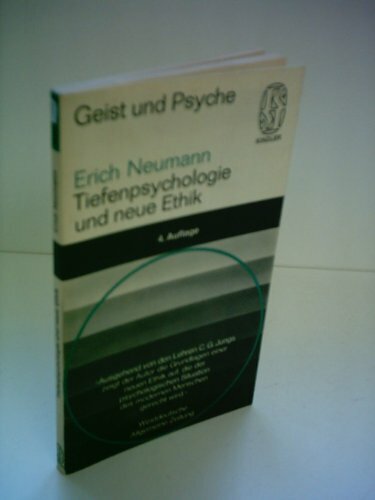 Geist und Psyche
KINDLER
Erich Neumann
Tiefenpsychologie
und neue Ethik
4. Auflage
»Ausgehend von den Lehren C. G. Jungs
zeigt der Autor die Grundlagen einer
neuen Ethik auf, die der
psychologischen Situation
des modernen Menschen
gerecht wird.«
Westdeutsche
Allgemeine Zeitung